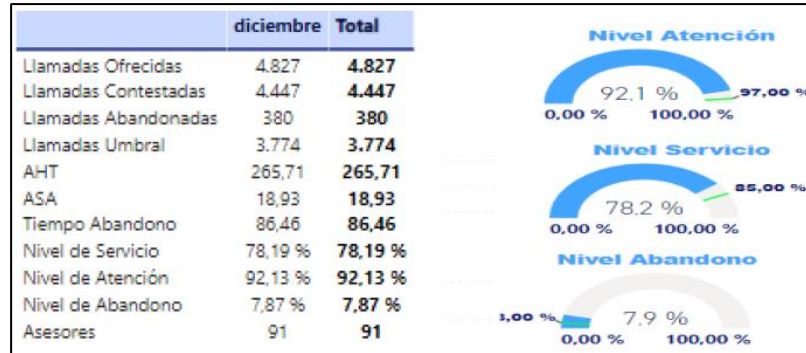 diciembre Total
Llamadas Ofrecidas 4.827 4.827
Llamadas Contestadas 4.447 4.447
Llamadas Abandonadas 380 380
Llamadas Umbral 3.774 3.774
AHT 265,71 265,71
ASA 18,93 18,93
Tiempo Abandono 86,46 86,46
Nivel de Servicio 78,19 % 78,19 %
Nivel de Atención 92,13 % 92,13 %
Nivel de Abandono 7,87 % 7,87 %
Asesores 91 91
Nivel Atención
92.1 % 97,00 %
0,00 % 100,00 %
Nivel Servicio
85,00 %
78.2 %
0,00 % 100,00 %
Nivel Abandono
,00 % 7.9 %
0,00 % 100,00 %